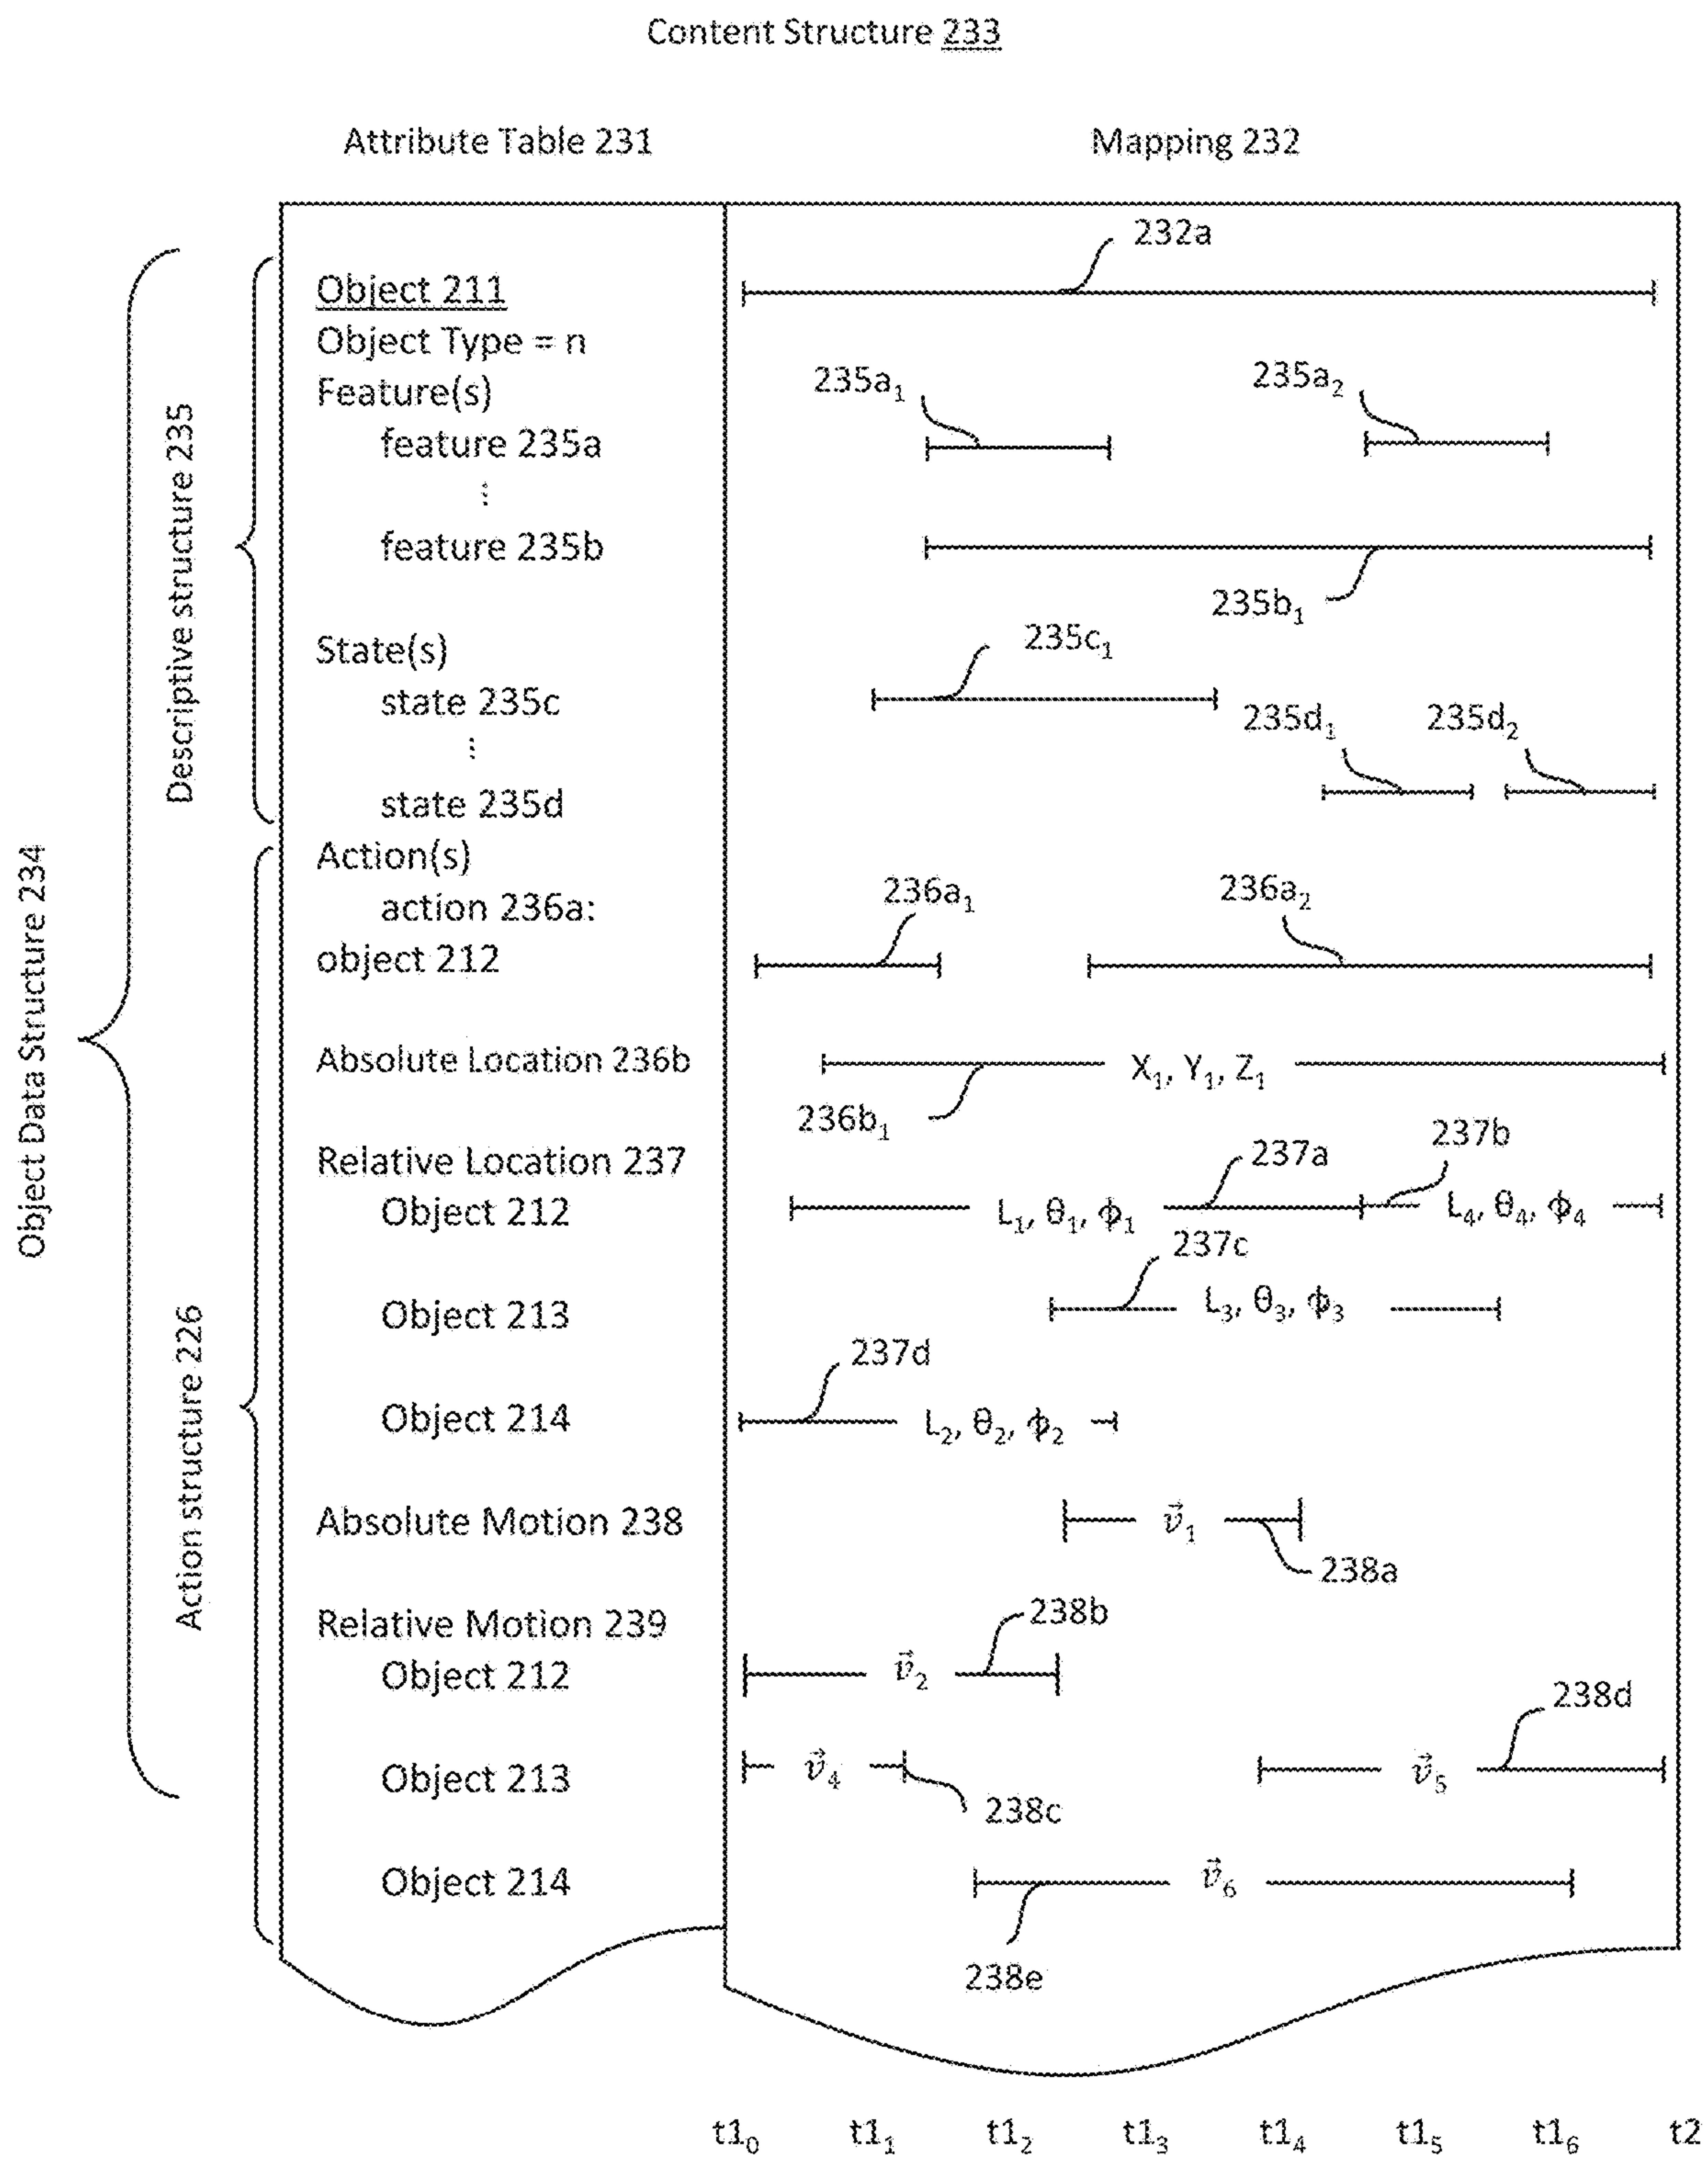 Content Structure 233
Attribute Table 231
Mapping 232
232a
Object 211
Object Type = n
Feature(s)
235a₁
235a₂
feature 235a
⋮
feature 235b
235b₁
State(s)
235c₁
state 235c
⋮
235d₁
235d₂
state 235d
Descriptive structure 235
Object Data Structure 234
Action(s)
236a₁
236a₂
action 236a:
object 212
Absolute Location 236b
X₁, Y₁, Z₁
236b₁
237b
237a
Relative Location 237
Object 212
L₁, θ₁, ϕ₁
L₄, θ₄, ϕ₄
237c
Object 213
L₃, θ₃, ϕ₃
237d
Object 214
L₂, θ₂, ϕ₂
Action structure 226
Absolute Motion 238
v⃗₁
238a
Relative Motion 239
238b
Object 212
v⃗₂
238d
Object 213
v⃗₄
v⃗₅
238c
Object 214
v⃗₆
238e
t1₀ t1₁ t1₂ t1₃ t1₄ t1₅ t1₆ t2